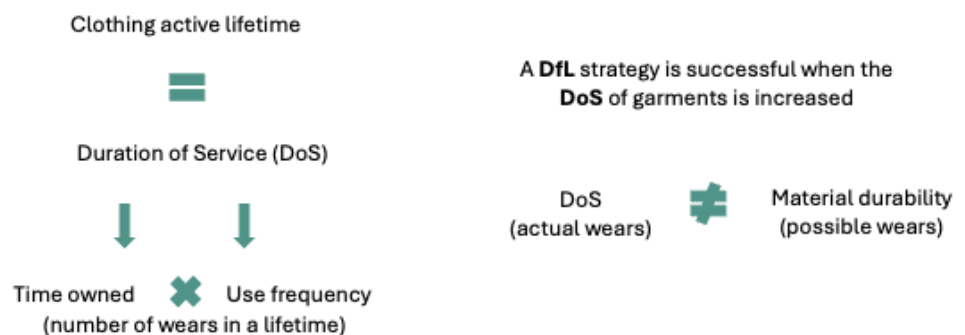 Clothing active lifetime
=
Duration of Service (DoS)
Time owned × Use frequency
(number of wears in a lifetime)
A DfL strategy is successful when the
DoS of garments is increased
DoS ≠ Material durability
(actual wears) (possible wears)